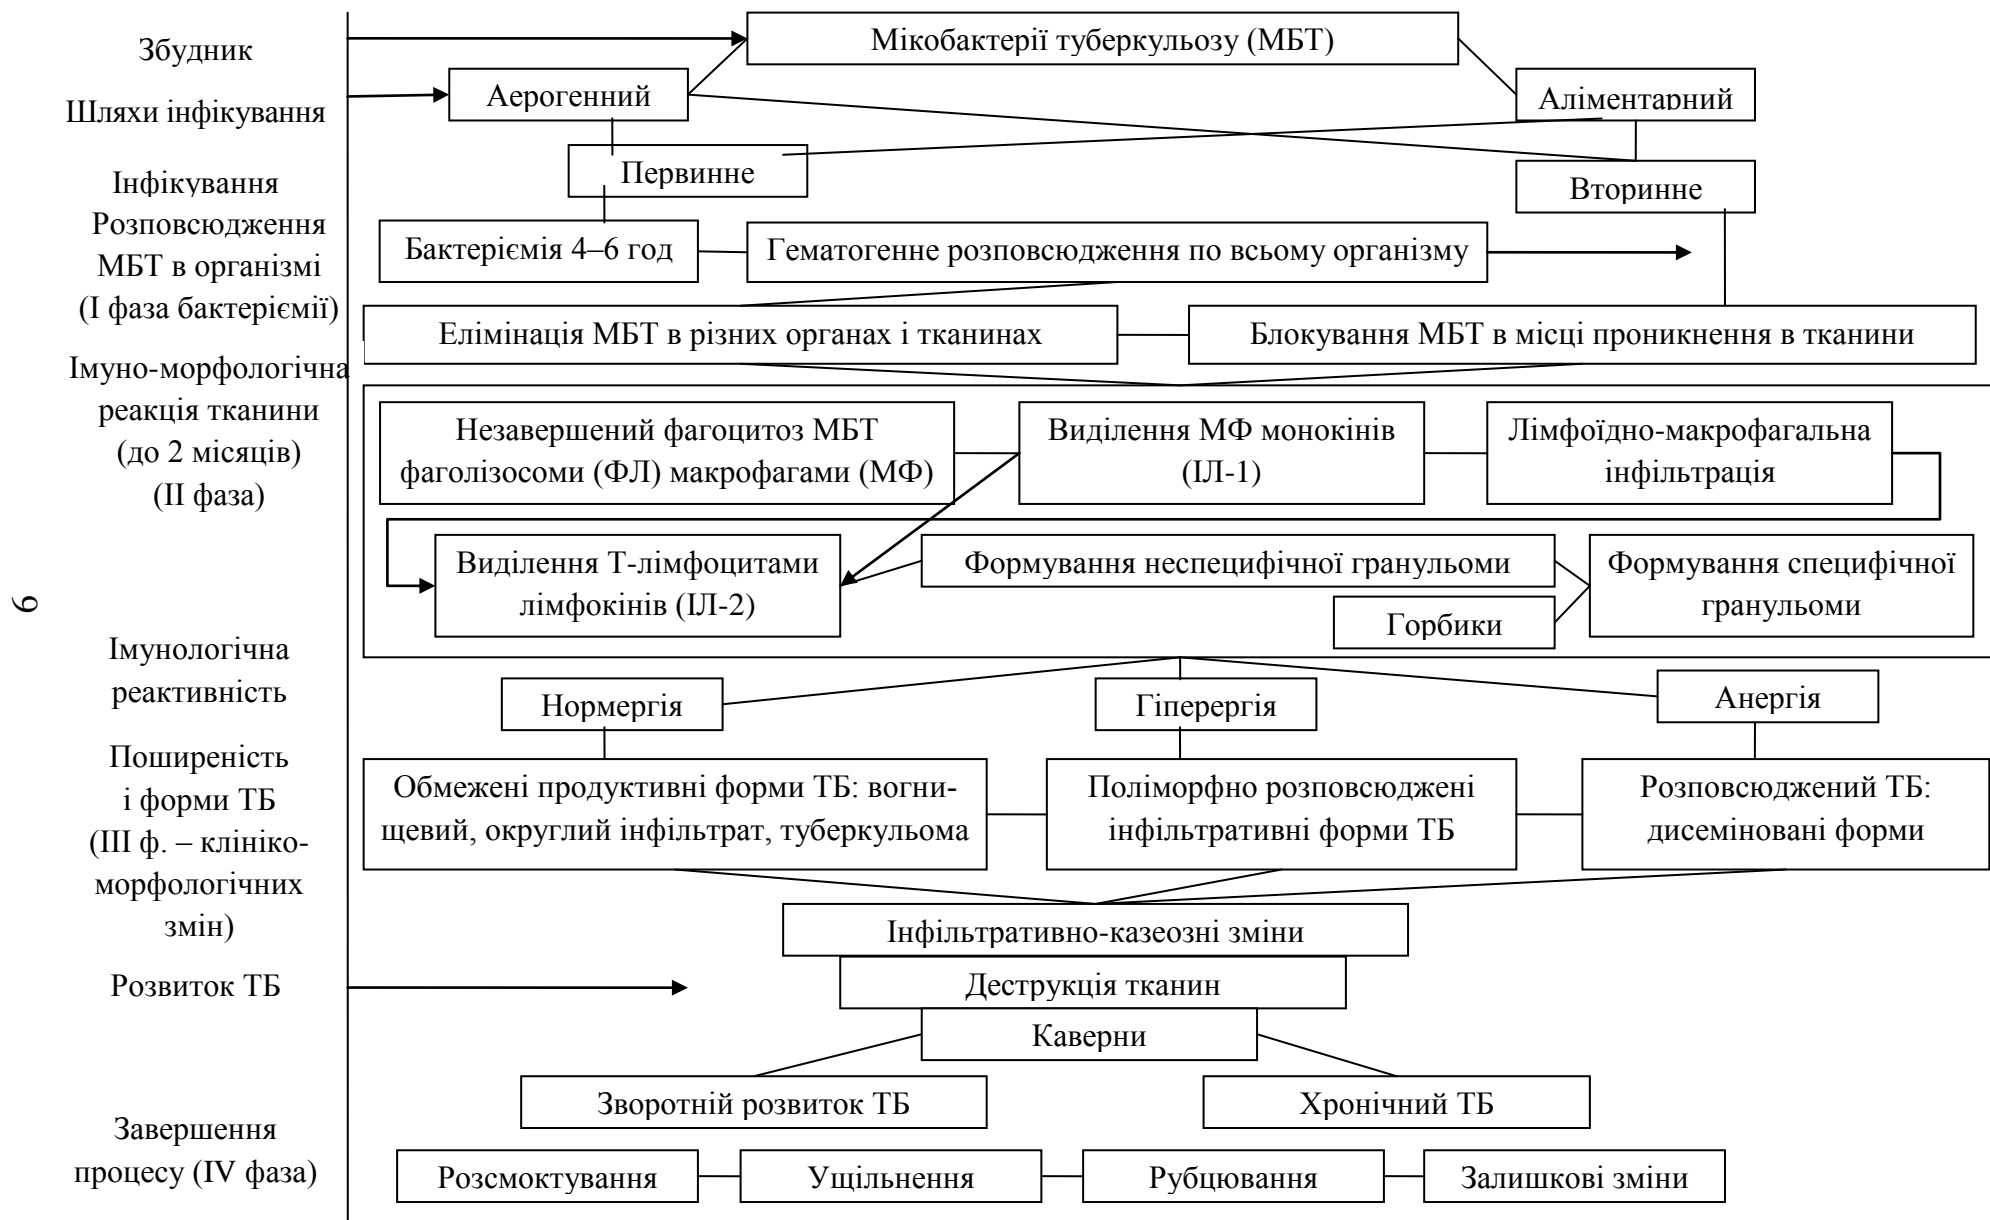 Збудник
Мікобактерії туберкульозу (МБТ)
Шляхи інфікування
Аерогенний
Аліментарний
Інфікування
Первинне
Вторинне
Розповсюдження
МБТ в організмі
(I фаза бактеріємії)
Бактеріємія 4–6 год
Гематогенне розповсюдження по всьому організму
Елімінація МБТ в різних органах і тканинах
Блокування МБТ в місці проникнення в тканини
Імуно-морфологічна
реакція тканини
(до 2 місяців)
(II фаза)
Незавершений фагоцитоз МБТ
фаголізосоми (ФЛ) макрофагами (МФ)
Виділення МФ монокінів
(ІЛ-1)
Лімфоїдно-макрофагальна
інфільтрація
Виділення Т-лімфоцитами
лімфокінів (ІЛ-2)
Формування неспецифічної гранульоми
Горбики
Формування специфічної
гранульоми
6
Імунологічна
реактивність
Нормергія
Гіперергія
Анергія
Поширеність
і форми ТБ
(III ф. – клініко-
морфологічних
змін)
Обмежені продуктивні форми ТБ: вогни-
щевий, округлий інфільтрат, туберкульома
Поліморфно розповсюджені
інфільтративні форми ТБ
Розповсюджений ТБ:
дисеміновані форми
Інфільтративно-казеозні зміни
Розвиток ТБ
Деструкція тканин
Каверни
Зворотній розвиток ТБ
Хронічний ТБ
Завершення
процесу (IV фаза)
Розсмоктування
Ущільнення
Рубцювання
Залишкові зміни